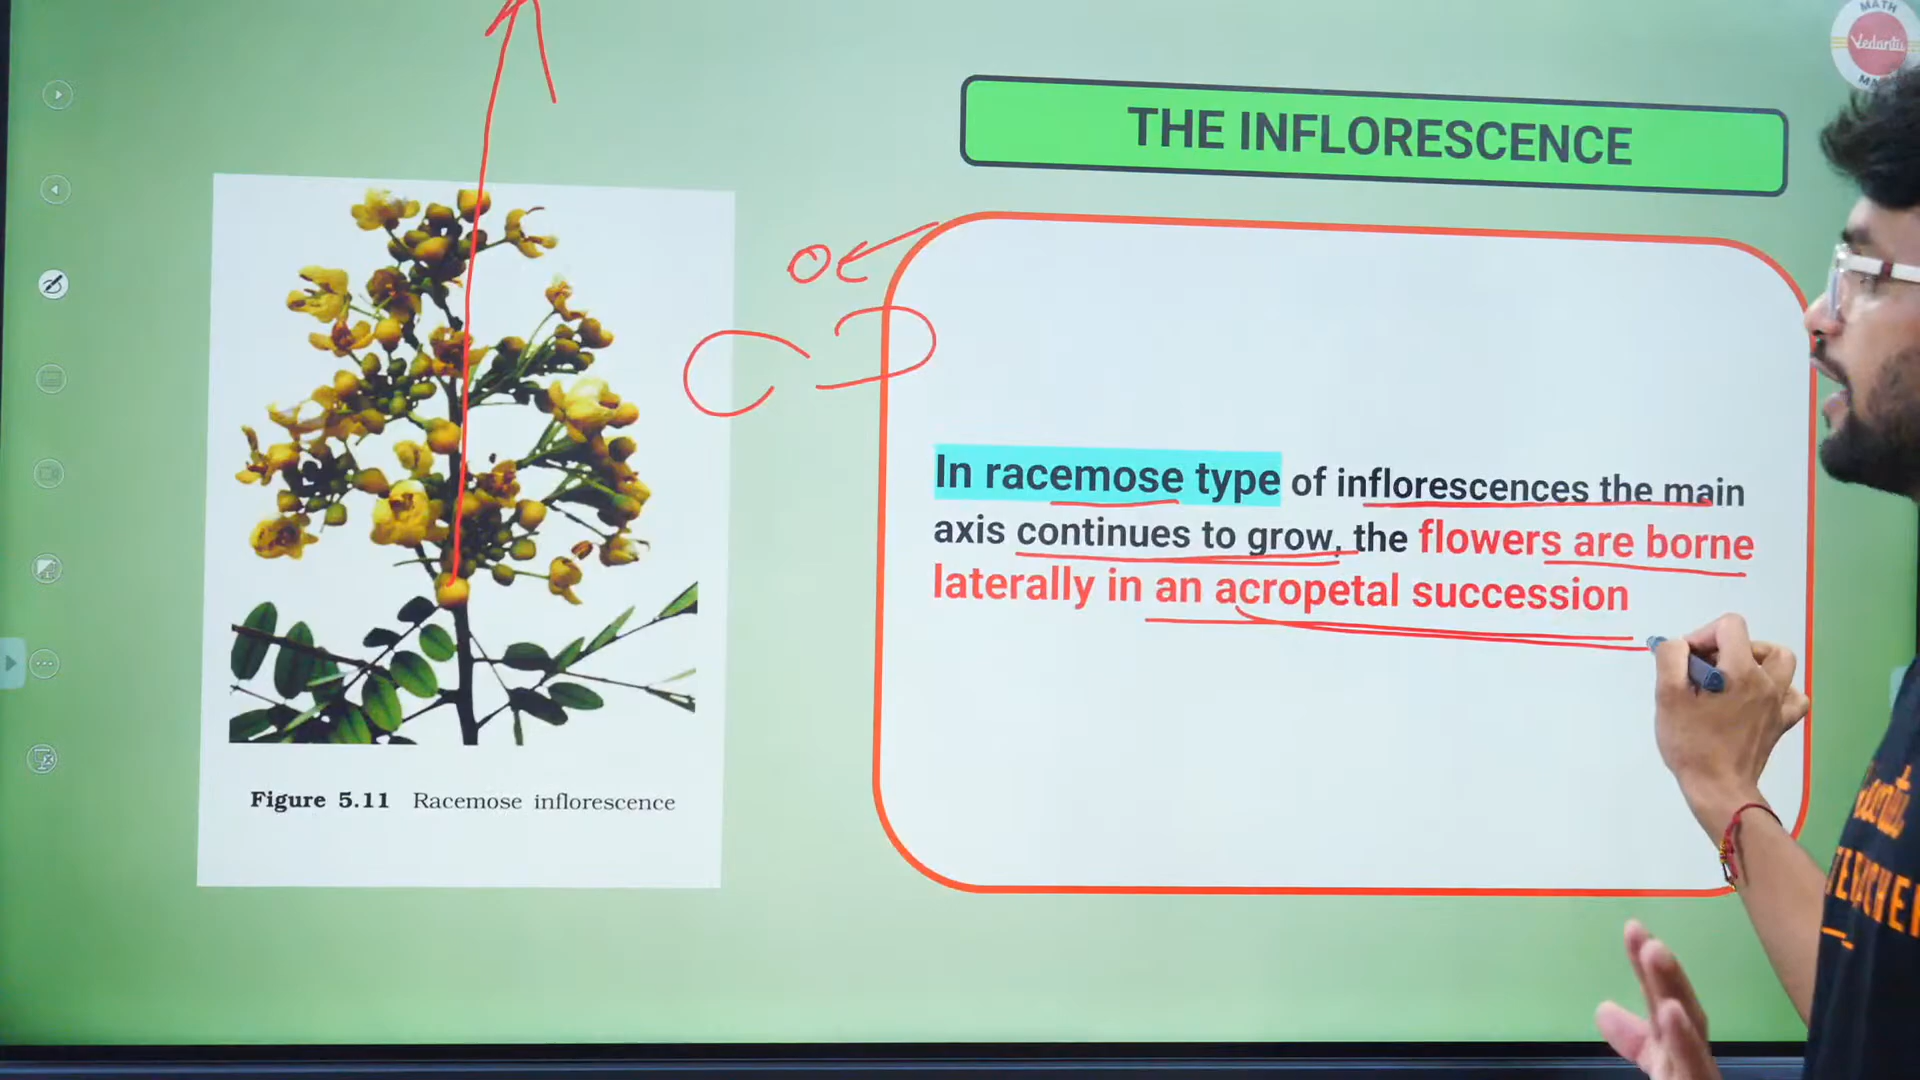 MATH
Vedantu
THE INFLORESCENCE
In racemose type of inflorescences the main
axis continues to grow, the flowers are borne
laterally in an acropetal succession
Figure 5.11 Racemose inflorescence